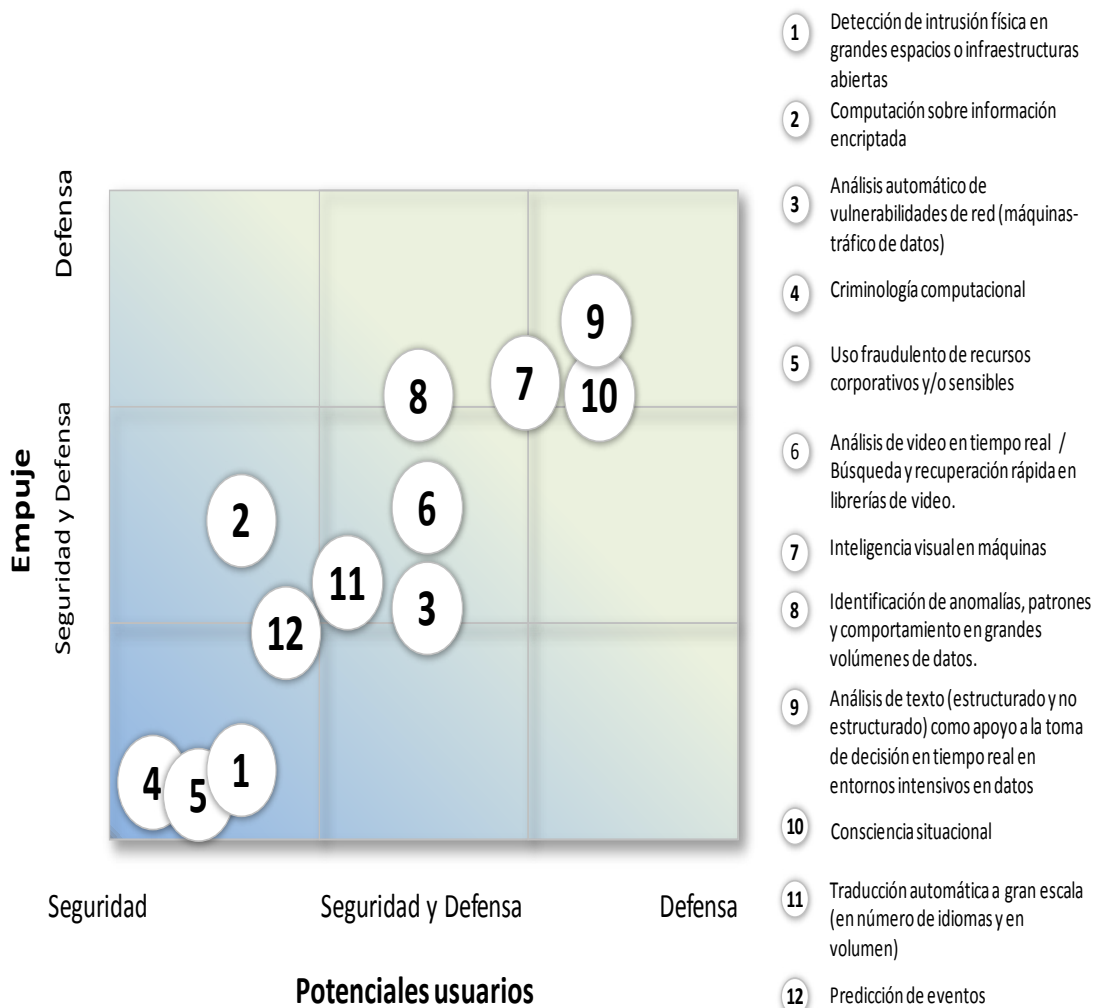 Empuje
Defensa
Seguridad y Defensa
9
8
7
10
2
6
11
3
12
4
5
1
Seguridad
Seguridad y Defensa
Defensa
Potenciales usuarios
1
Detección de intrusión física en
grandes espacios o infraestructuras
abiertas
2
Computación sobre información
encriptada
3
Análisis automático de
vulnerabilidades de red (máquinas-
tráfico de datos)
4
Criminología computacional
5
Uso fraudulento de recursos
corporativos y/o sensibles
6
Análisis de video en tiempo real /
Búsqueda y recuperación rápida en
librerías de video.
7
Inteligencia visual en máquinas
8
Identificación de anomalías, patrones
y comportamiento en grandes
volúmenes de datos.
9
Análisis de texto (estructurado y no
estructurado) como apoyo a la toma
de decisión en tiempo real en
entornos intensivos en datos
10
Consciencia situacional
11
Traducción automática a gran escala
(en número de idiomas y en
volumen)
12
Predicción de eventos